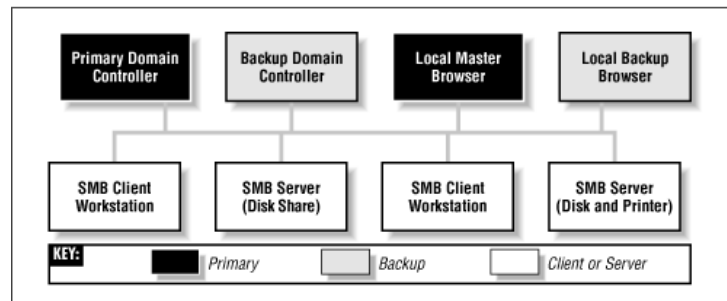 Primary Domain
Controller
Backup Domain
Controller
Local Master
Browser
Local Backup
Browser
SMB Client
Workstation
SMB Server
(Disk Share)
SMB Client
Workstation
SMB Server
(Disk and Printer)
KEY:
Primary
Backup
Client or Server